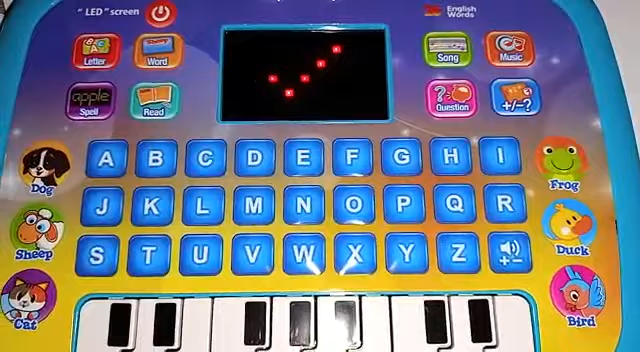 " LED " screen
English
Words
Letter
Word
Song
Music
apple
Spell
Read
Question
+/-?
A B C D E F G H I
Dog
Frog
J K L M N O P Q R
Sheep
Duck
S T U V W X Y Z
Cat
Bird